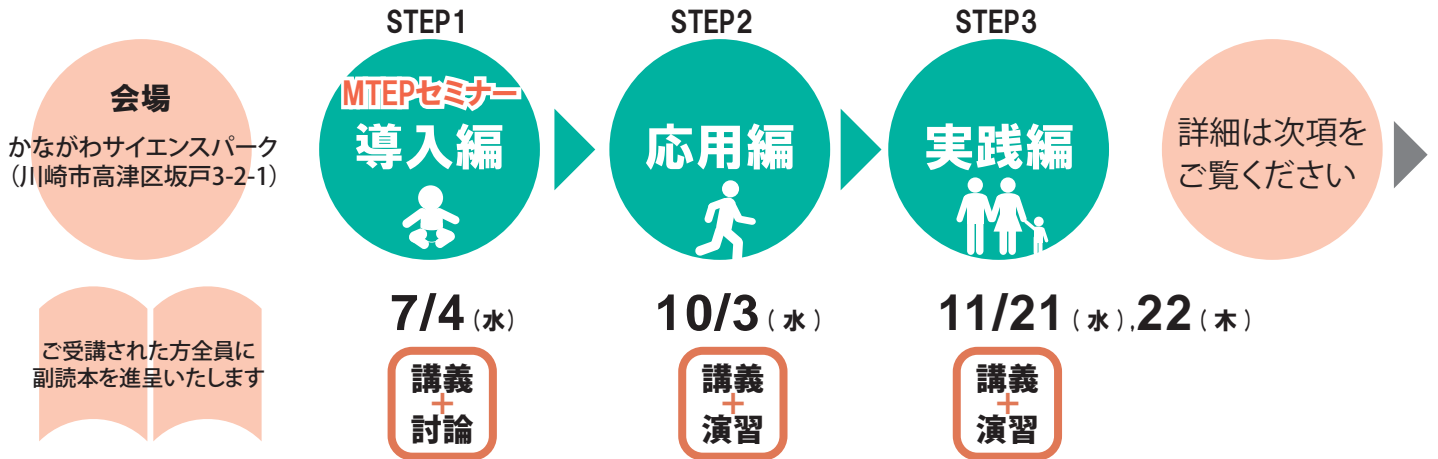 会場
かながわサイエンスパーク
（川崎市高津区坂戸3-2-1）
ご受講された方全員に
副読本を進呈いたします
STEP1
MTEPセミナー
導入編
7/4（水）
講義
+
討論
STEP2
応用編
10/3（水）
講義
+
演習
STEP3
実践編
11/21（水）,22（木）
講義
+
演習
詳細は次項を
ご覧ください